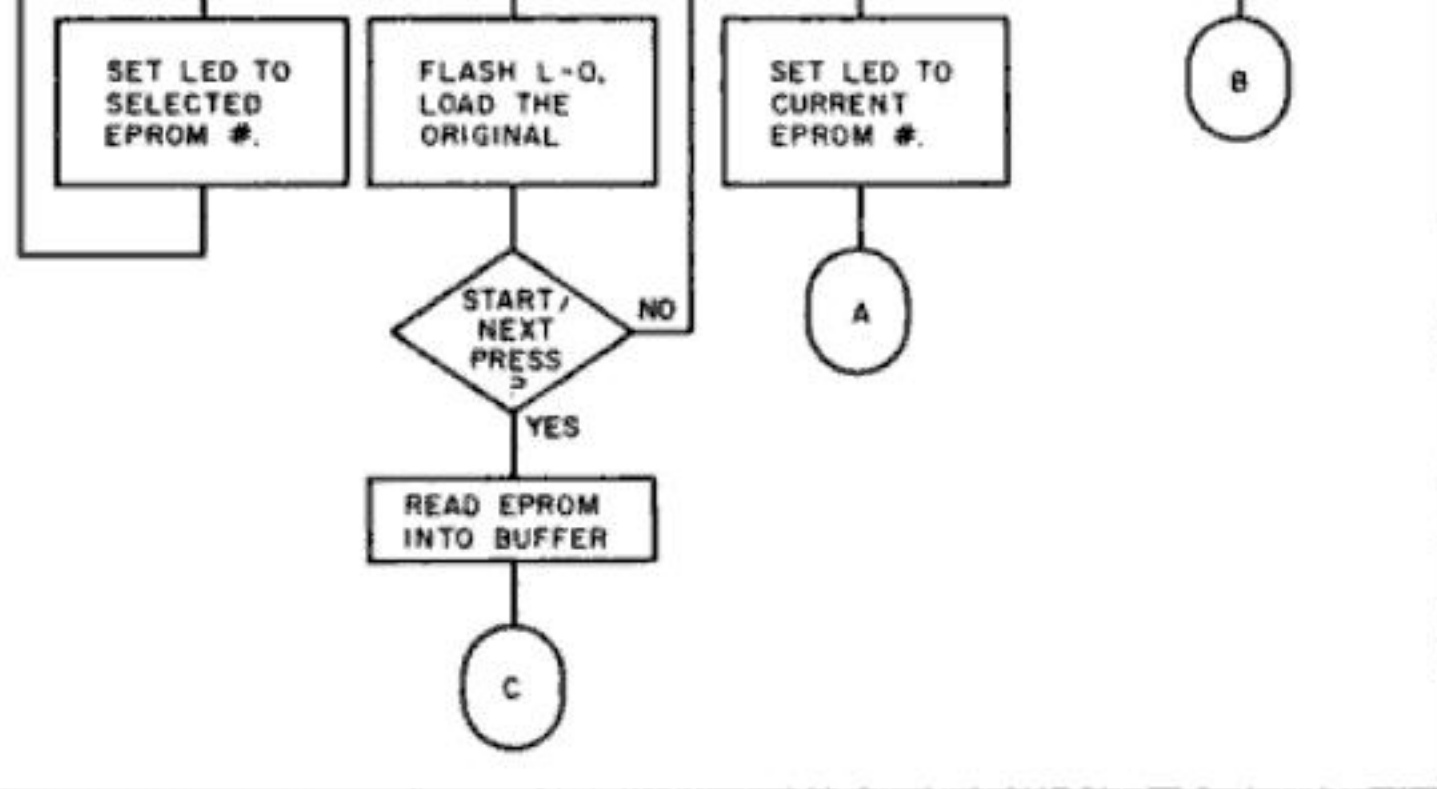 SET LED TO
SELECTED
EPROM #.
FLASH L-O,
LOAD THE
ORIGINAL
SET LED TO
CURRENT
EPROM #.
B
START/
NEXT
PRESS
?
NO
A
YES
READ EPROM
INTO BUFFER
C